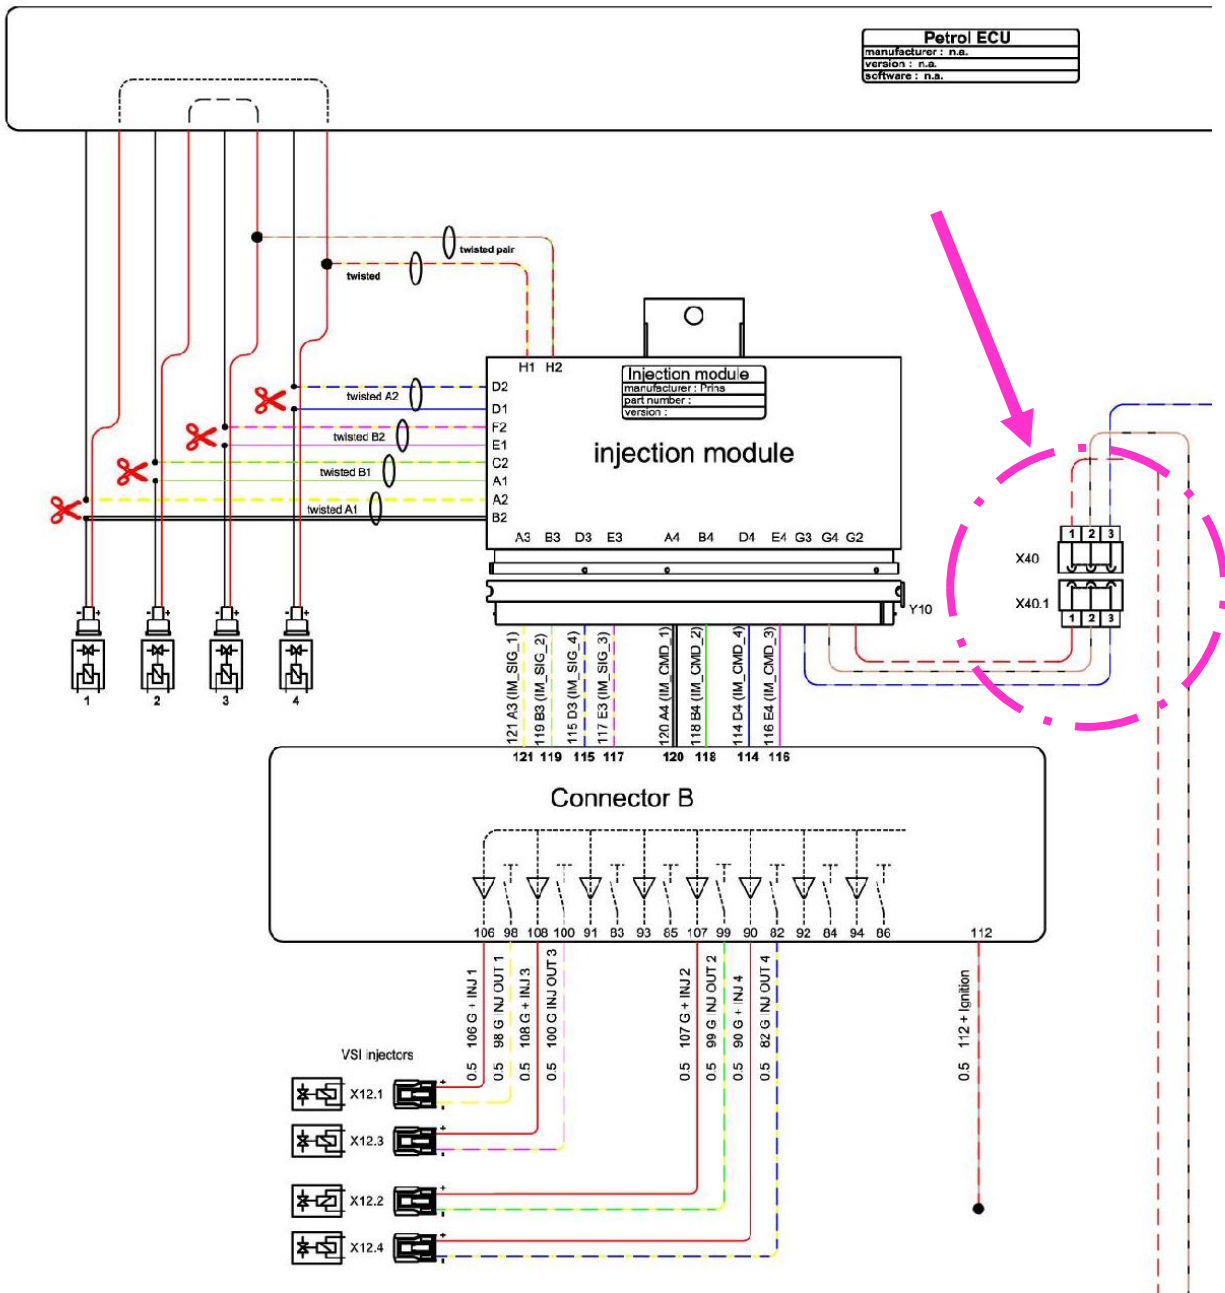 Petrol ECU
manufacturer : n.a.
version : n.a.
software : n.a.
twisted pair
twisted
H1 H2
Injection module
manufacturer : Prins
part number :
version :
injection module
twisted A2
D2
D1
twisted B2
F2
E1
twisted B1
C2
A1
twisted A1
A2
B2
A3 B3 D3 E3 A4 B4 D4 E4 G3 G4 G2
1 2 3
X40
X40.1
1 2 3
Y10
- + - + - + - +
1 2 3 4
121 A3 (IM_SIG_1)
119 B3 (IM_SIG_2)
115 D3 (IM_SIG_4)
117 E3 (IM_SIG_3)
120 A4 (IM_CMD_1)
118 B4 (IM_CMD_2)
114 D4 (IM_CMD_4)
116 E4 (IM_CMD_3)
121 119 115 117 120 118 114 116
Connector B
106 98 108 100 91 83 93 85 107 99 90 82 92 84 94 86 112
0.5 106 G + INJ 1
0.5 98 G INJ OUT 1
0.5 108 G + INJ 3
0.5 100 G INJ OUT 3
0.5 107 G + INJ 2
0.5 99 G INJ OUT 2
0.5 90 G + INJ 4
0.5 82 G INJ OUT 4
0.5 112 + Ignition
VSI injectors
X12.1 + -
X12.3 + -
X12.2 + -
X12.4 + -